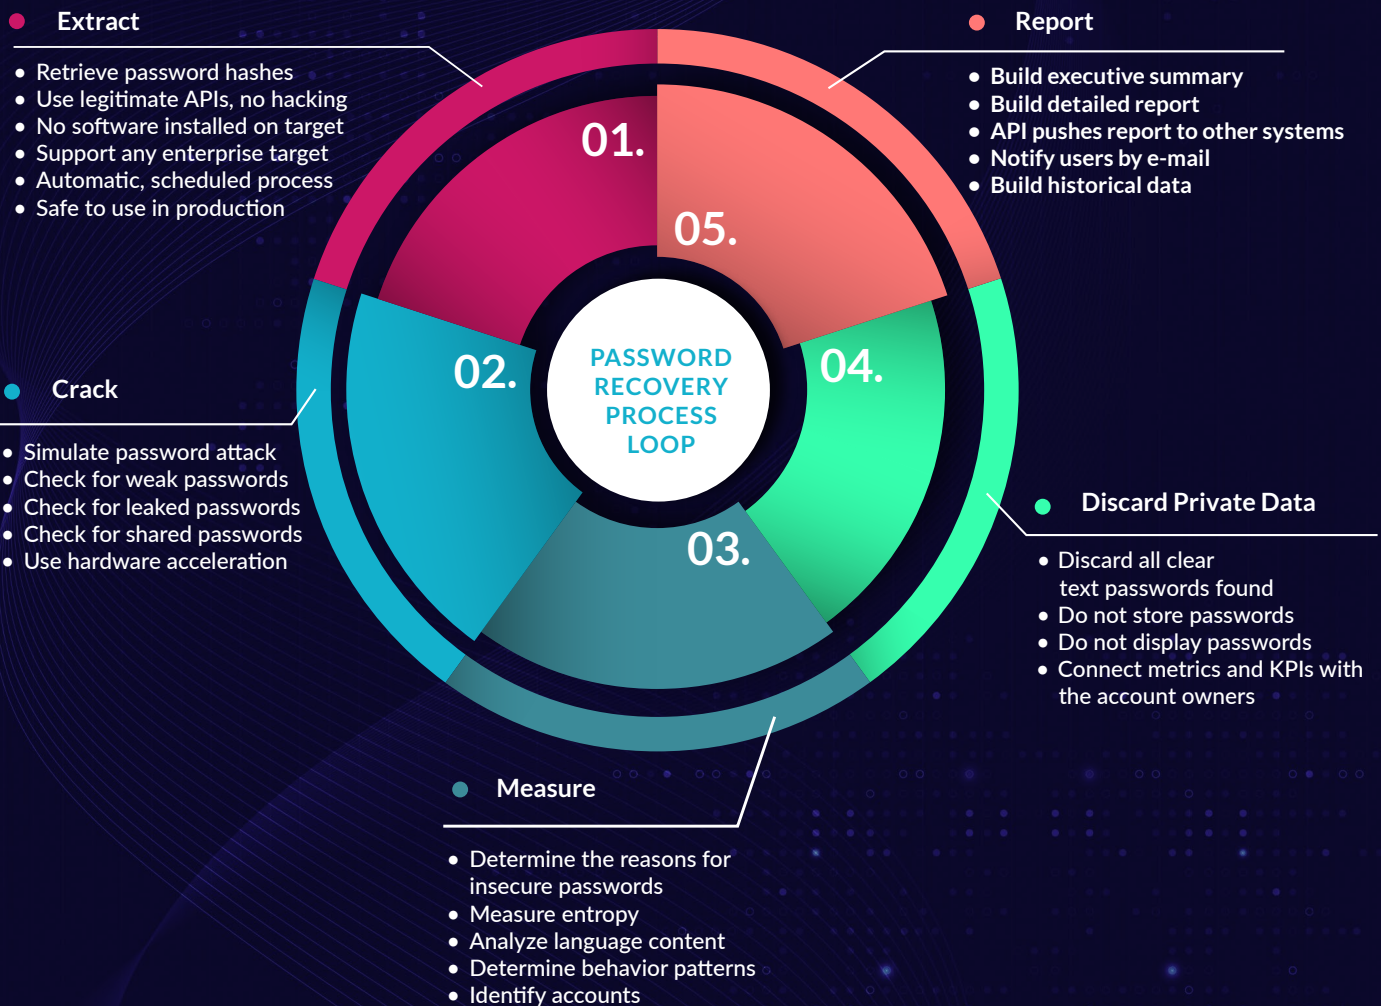 Extract
• Retrieve password hashes
• Use legitimate APIs, no hacking
• No software installed on target
• Support any enterprise target
• Automatic, scheduled process
• Safe to use in production
Report
• Build executive summary
• Build detailed report
• API pushes report to other systems
• Notify users by e-mail
• Build historical data
01.
05.
02.
04.
03.
PASSWORD
RECOVERY
PROCESS
LOOP
Crack
• Simulate password attack
• Check for weak passwords
• Check for leaked passwords
• Check for shared passwords
• Use hardware acceleration
Discard Private Data
• Discard all clear
text passwords found
• Do not store passwords
• Do not display passwords
• Connect metrics and KPIs with
the account owners
Measure
• Determine the reasons for
insecure passwords
• Measure entropy
• Analyze language content
• Determine behavior patterns
• Identify accounts